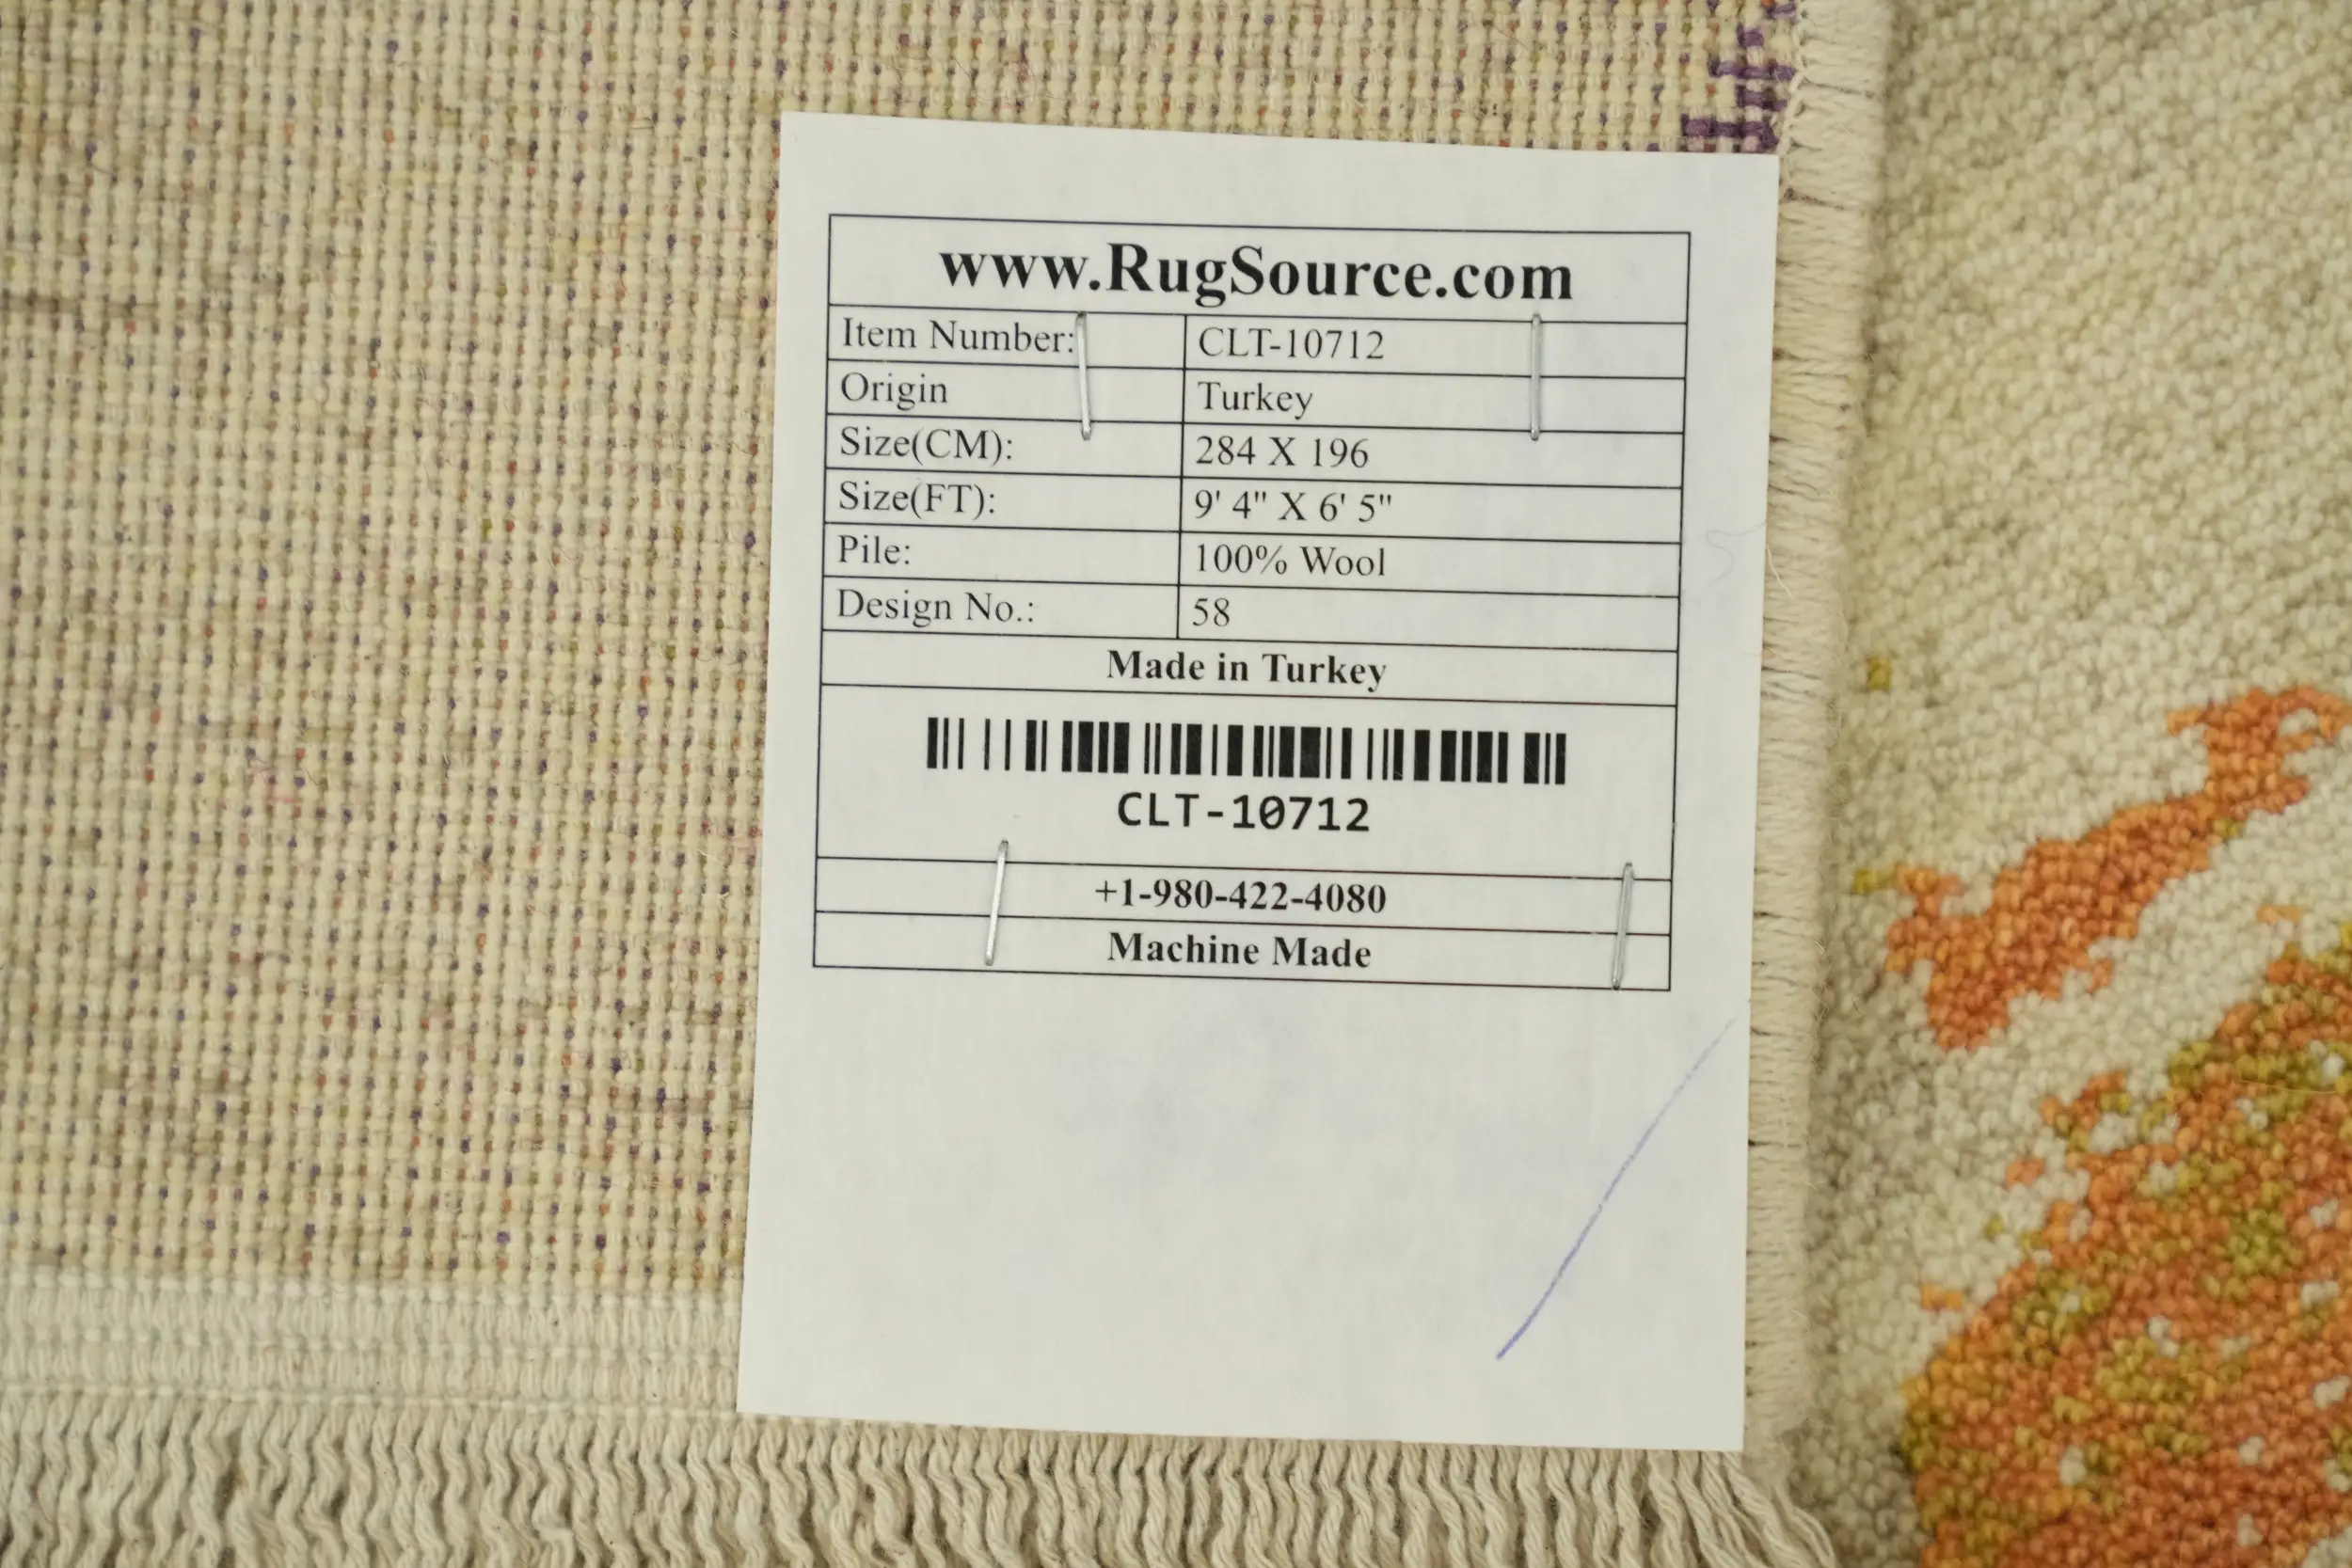 www.RugSource.com
Item Number: CLT-10712
Origin Turkey
Size(CM): 284 X 196
Size(FT): 9' 4" X 6' 5"
Pile: 100% Wool
Design No.: 58
Made in Turkey
CLT-10712
+1-980-422-4080
Machine Made